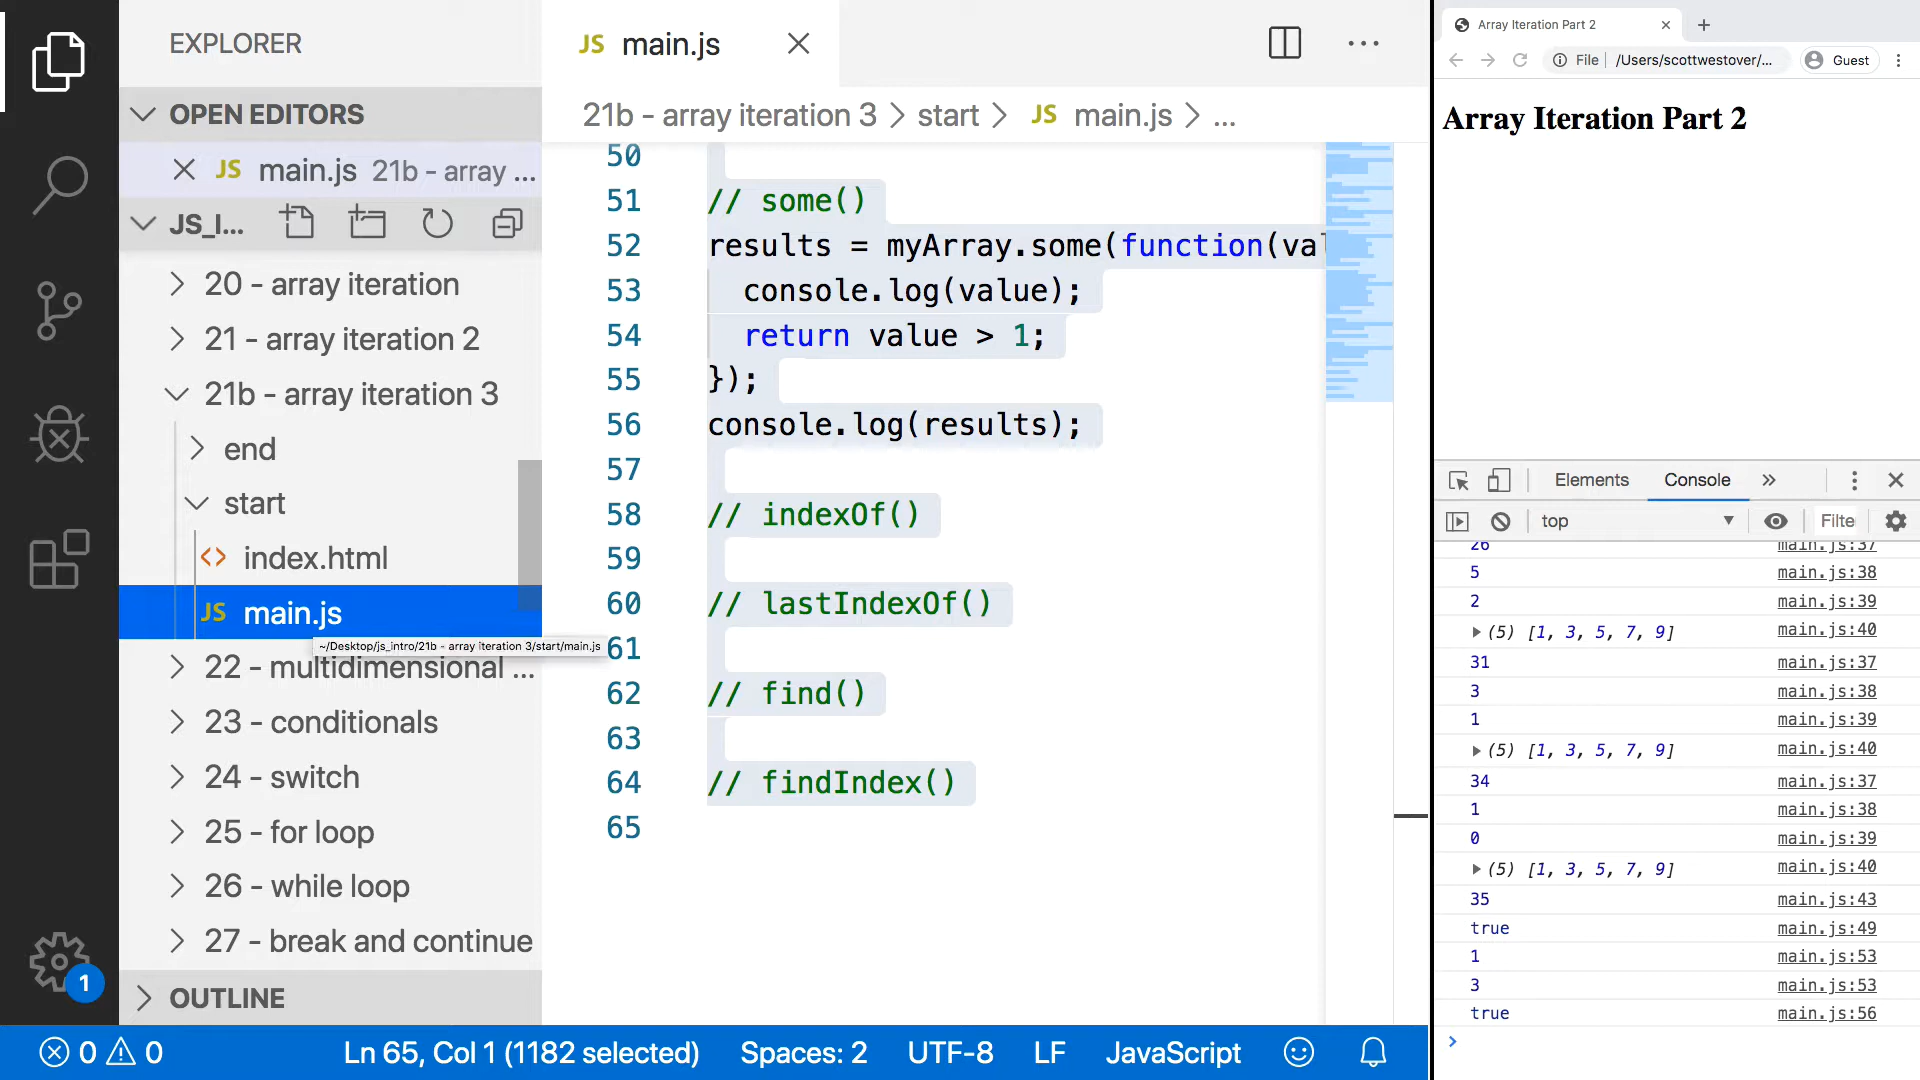 EXPLORER
OPEN EDITORS
JS main.js 21b - array ...
JS_I...
20 - array iteration
21 - array iteration 2
21b - array iteration 3
end
start
<> index.html
JS main.js
~/Desktop/js_intro/21b - array iteration 3/start/main.js
22 - multidimensional ...
23 - conditionals
24 - switch
25 - for loop
26 - while loop
27 - break and continue
OUTLINE
1
JS main.js
21b - array iteration 3 > start > JS main.js > ...
50
51 // some()
52 results = myArray.some(function(val
53 console.log(value);
54 return value > 1;
55 });
56 console.log(results);
57
58 // indexOf()
59
60 // lastIndexOf()
61
62 // find()
63
64 // findIndex()
65
0 0 Ln 65, Col 1 (1182 selected) Spaces: 2 UTF-8 LF JavaScript
Array Iteration Part 2
File /Users/scottwestover/... Guest
Array Iteration Part 2
Elements Console
top Filte
26 main.js:37
5 main.js:38
2 main.js:39
(5) [1, 3, 5, 7, 9] main.js:40
31 main.js:37
3 main.js:38
1 main.js:39
(5) [1, 3, 5, 7, 9] main.js:40
34 main.js:37
1 main.js:38
0 main.js:39
(5) [1, 3, 5, 7, 9] main.js:40
35 main.js:43
true main.js:49
1 main.js:53
3 main.js:53
true main.js:56